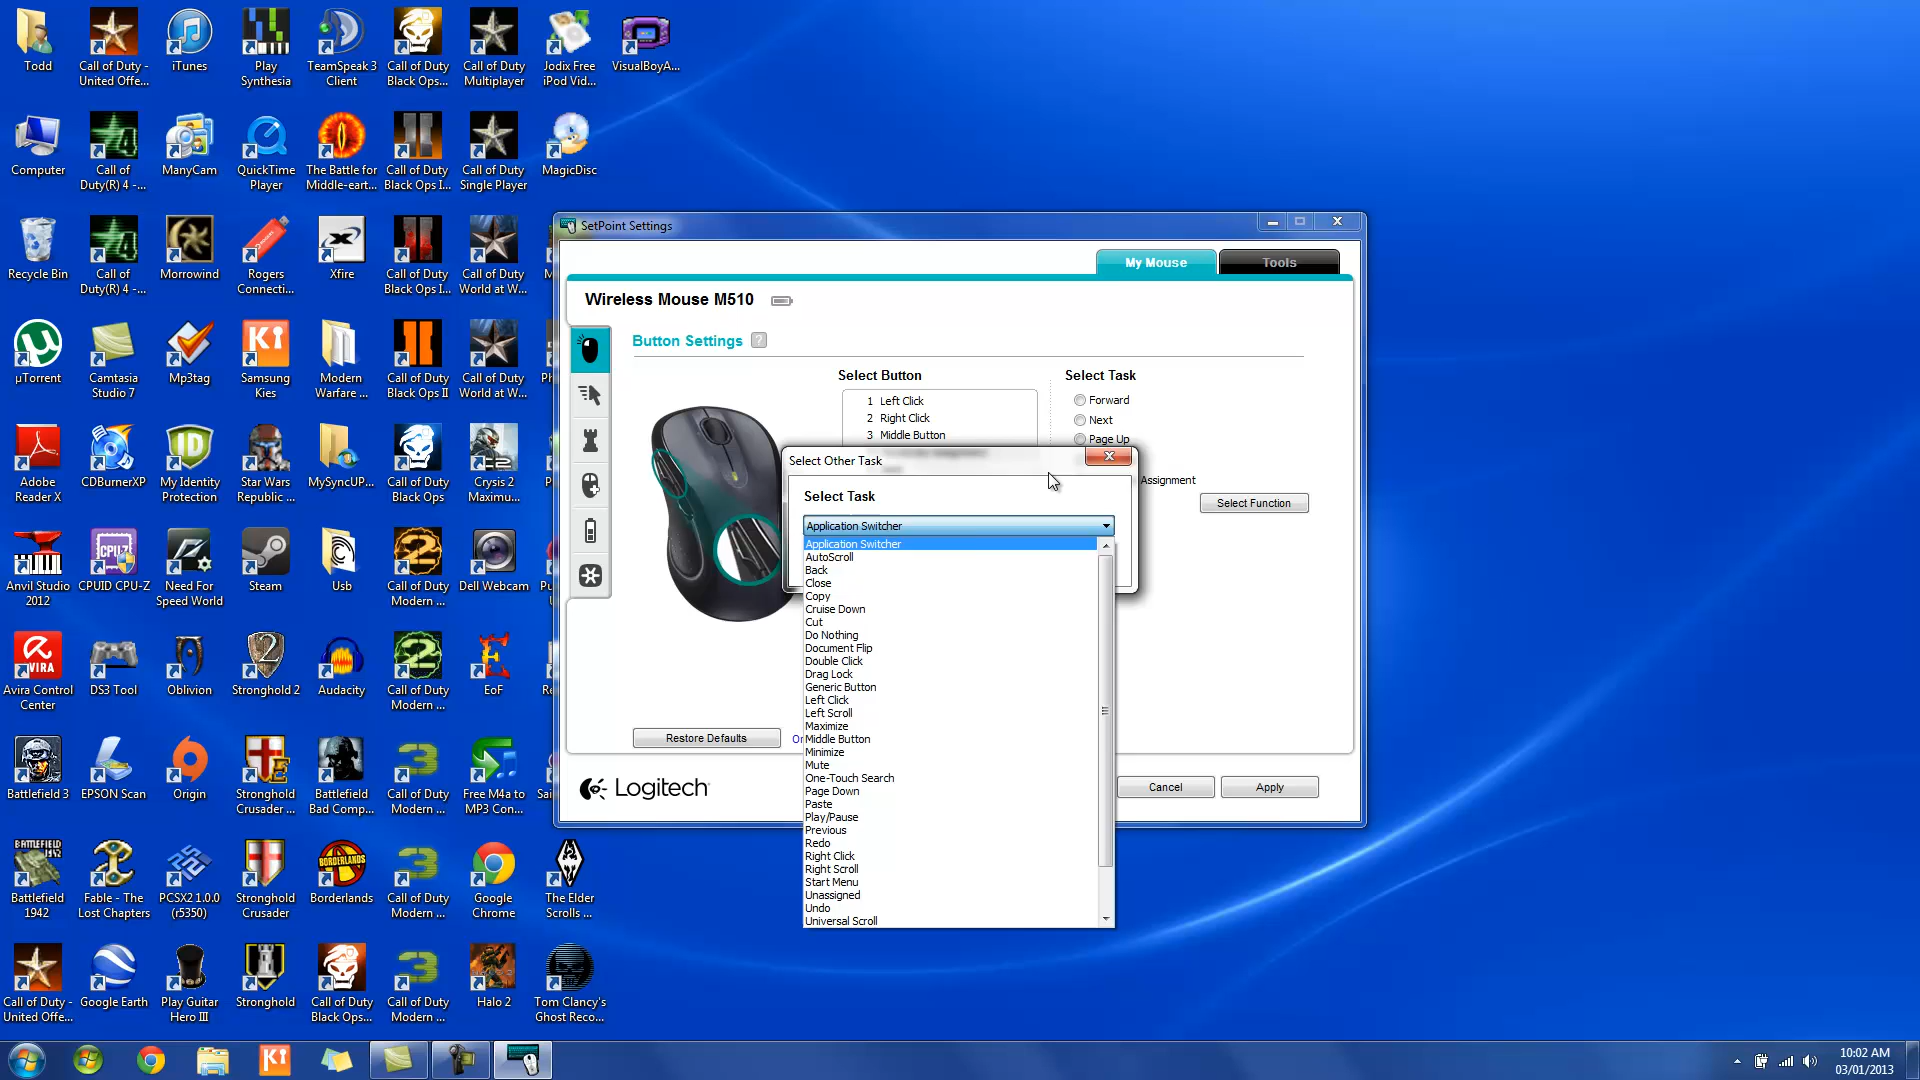 Todd
Call of Duty -
United Offe...
iTunes
Play
Synthesia
TeamSpeak 3
Client
Call of Duty
Black Ops...
Call of Duty
Multiplayer
Jodix Free
iPod Vid...
VisualBoyA...
Computer
Call of
Duty(R) 4 -...
ManyCam
QuickTime
Player
The Battle for
Middle-eart...
Call of Duty
Black Ops I...
Call of Duty
Single Player
MagicDisc
Recycle Bin
Call of
Duty(R) 4 -...
Morrowind
Rogers
Connecti...
Xfire
Call of Duty
Black Ops I...
Call of Duty
World at W...
µTorrent
Camtasia
Studio 7
Mp3tag
Samsung
Kies
Modern
Warfare ...
Call of Duty
Black Ops II
Call of Duty
World at W...
Adobe
Reader X
CDBurnerXP
My Identity
Protection
Star Wars
Republic ...
MySyncUP...
Call of Duty
Black Ops
Crysis 2
Maximu...
Anvil Studio
2012
CPUID CPU-Z
Need For
Speed World
Steam
Usb
Call of Duty
Modern ...
Dell Webcam
Avira Control
Center
DS3 Tool
Oblivion
Stronghold 2
Audacity
Call of Duty
Modern ...
EoF
Battlefield 3
EPSON Scan
Origin
Stronghold
Crusader ...
Battlefield
Bad Comp...
Call of Duty
Modern ...
Free M4a to
MP3 Con...
Battlefield
1942
Fable - The
Lost Chapters
PCSX2 1.0.0
(r5350)
Stronghold
Crusader
Borderlands
Call of Duty
Modern ...
Google
Chrome
The Elder
Scrolls ...
Call of Duty -
United Offe...
Google Earth
Play Guitar
Hero III
Stronghold
Call of Duty
Black Ops...
Call of Duty
Modern ...
Halo 2
Tom Clancy's
Ghost Reco...
SetPoint Settings
My Mouse
Tools
Wireless Mouse M510
Button Settings ?
Select Button
1 Left Click
2 Right Click
3 Middle Button
Select Task
Forward
Next
Page Up
Assignment
Select Function
Select Other Task
Select Task
Application Switcher
Application Switcher
AutoScroll
Back
Close
Copy
Cruise Down
Cut
Do Nothing
Document Flip
Double Click
Drag Lock
Generic Button
Left Click
Left Scroll
Maximize
Middle Button
Minimize
Mute
One-Touch Search
Page Down
Paste
Play/Pause
Previous
Redo
Right Click
Right Scroll
Start Menu
Unassigned
Undo
Universal Scroll
Restore Defaults
Logitech
Cancel
Apply
10:02 AM
03/01/2013